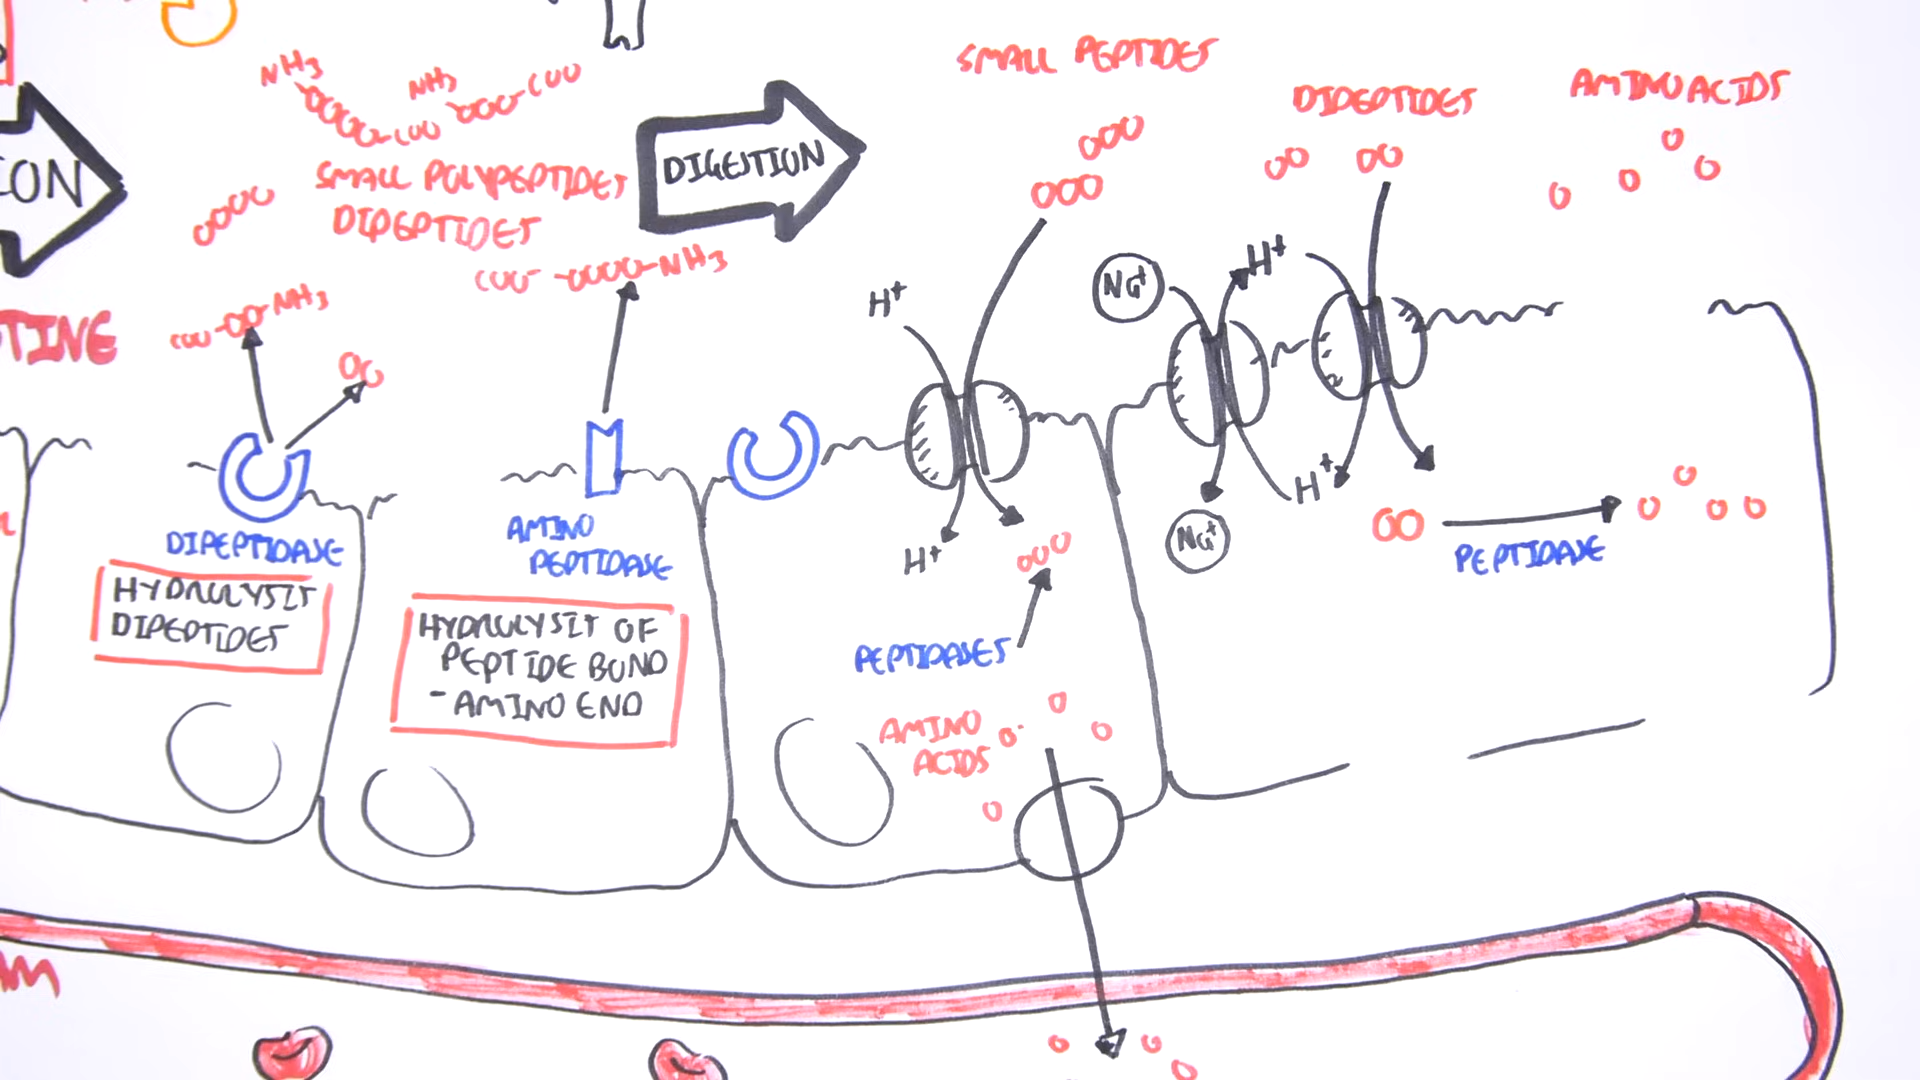 SMALL PEPTIDES
DIPEPTIDES
AMINO ACIDS
NH3
NH3
COO
COO
DIGESTION
SMALL POLYPEPTIDES
DIPEPTIDES
COO- NH3
COO NH3
H+
Na+
H+
H+
H+
Na+
DIPEPTIDASE
AMINO
PEPTIDASE
PEPTIDASE
HYDROLYSIS
DIPEPTIDES
HYDROLYSIS OF
PEPTIDE BOND
- AMINO END
PEPTIDASES
AMINO
ACIDS